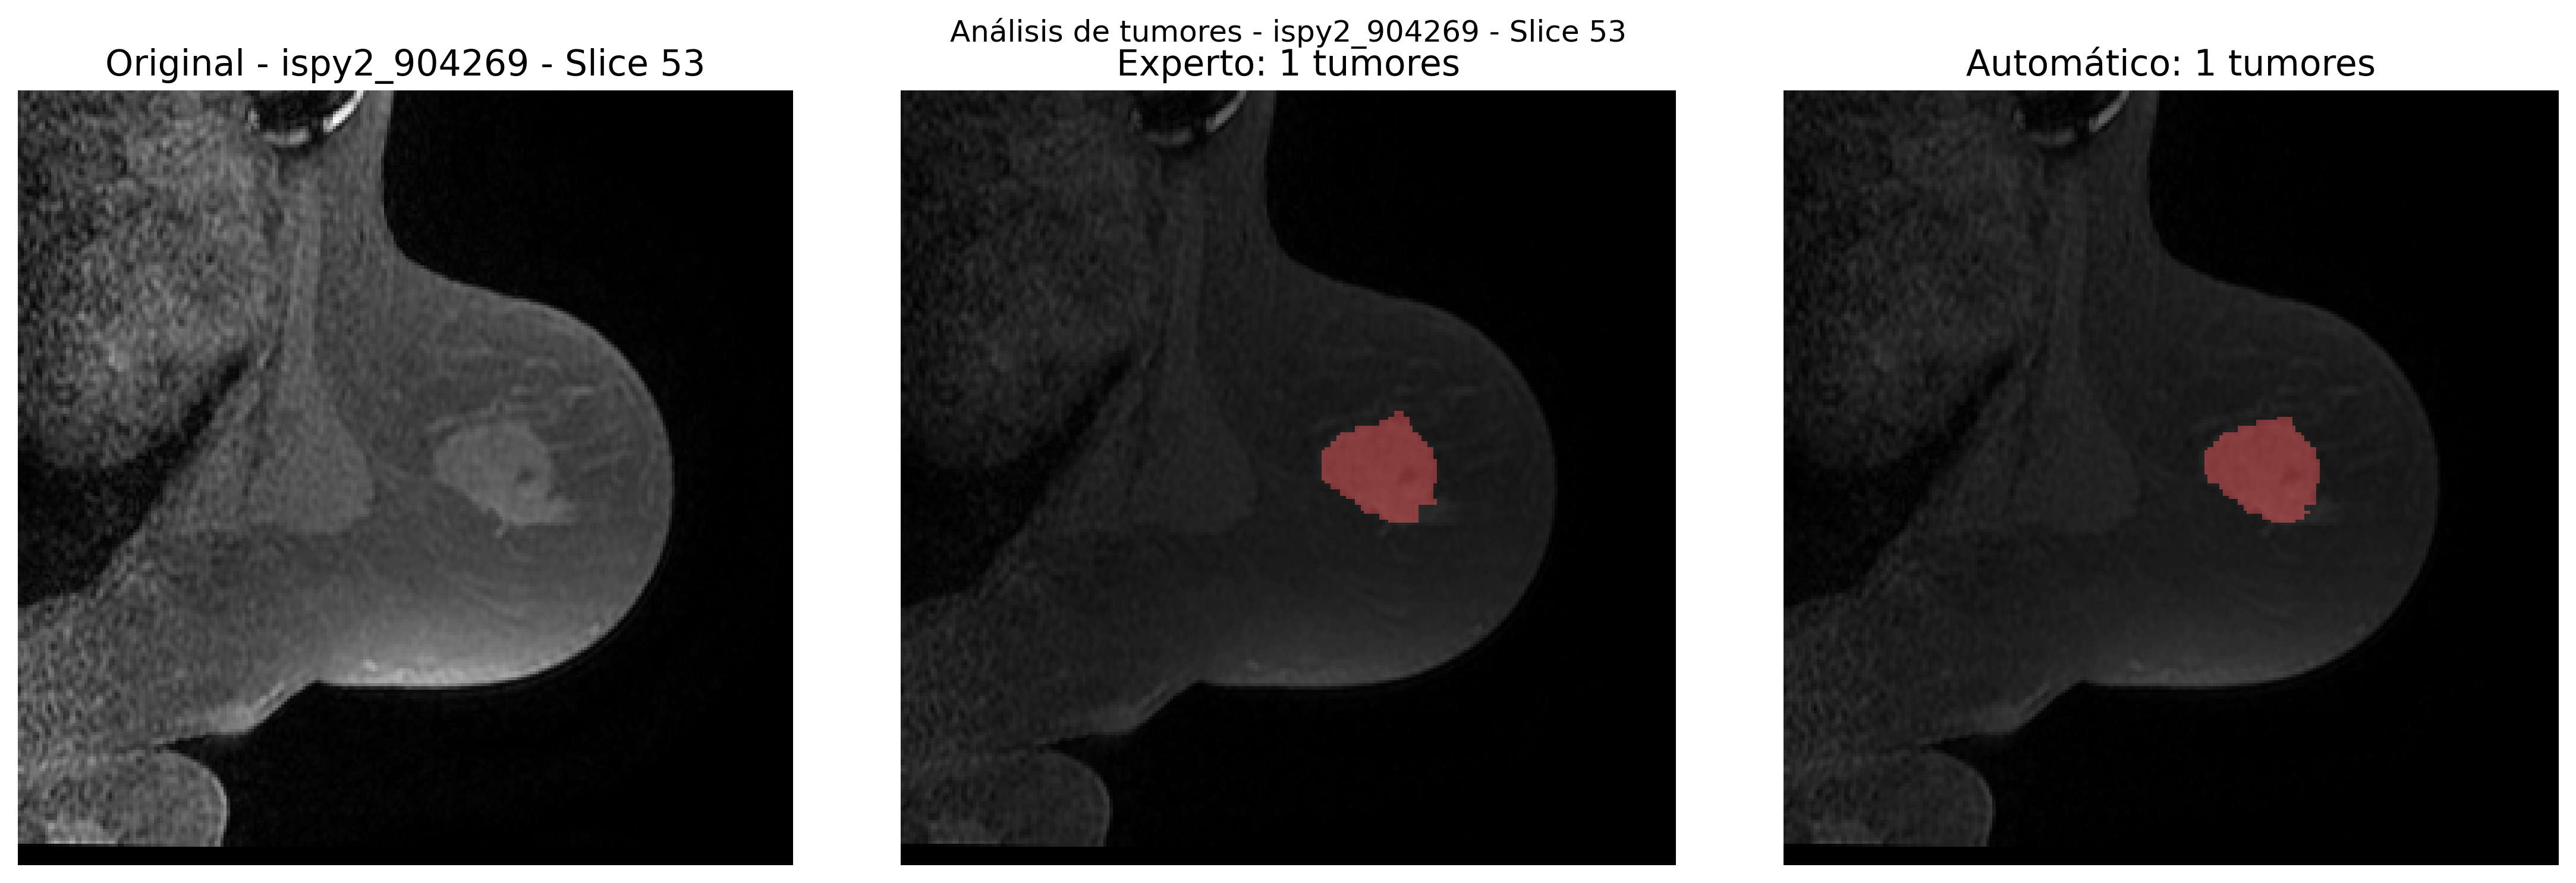 Análisis de tumores - ispy2_904269 - Slice 53
Original - ispy2_904269 - Slice 53
Experto: 1 tumores
Automático: 1 tumores